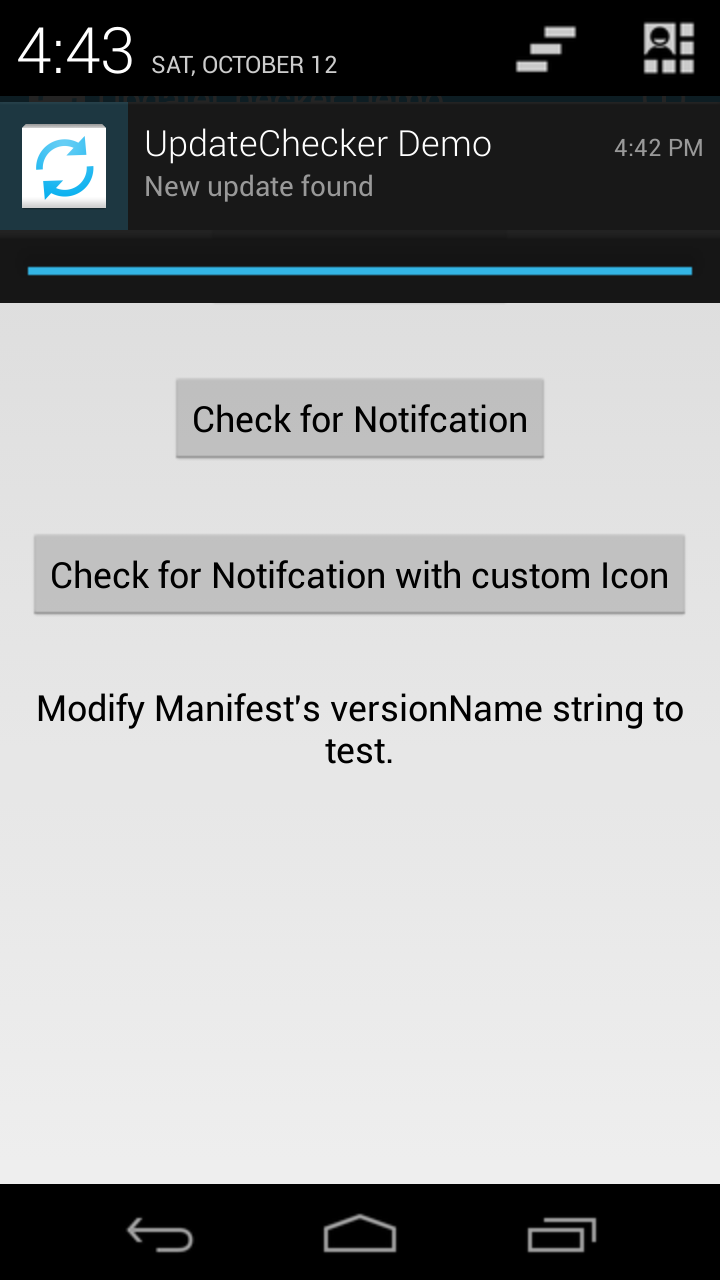 4:43 SAT, OCTOBER 12
UpdateChecker Demo 4:42 PM
New update found
Check for Notifcation
Check for Notifcation with custom Icon
Modify Manifest's versionName string to
test.